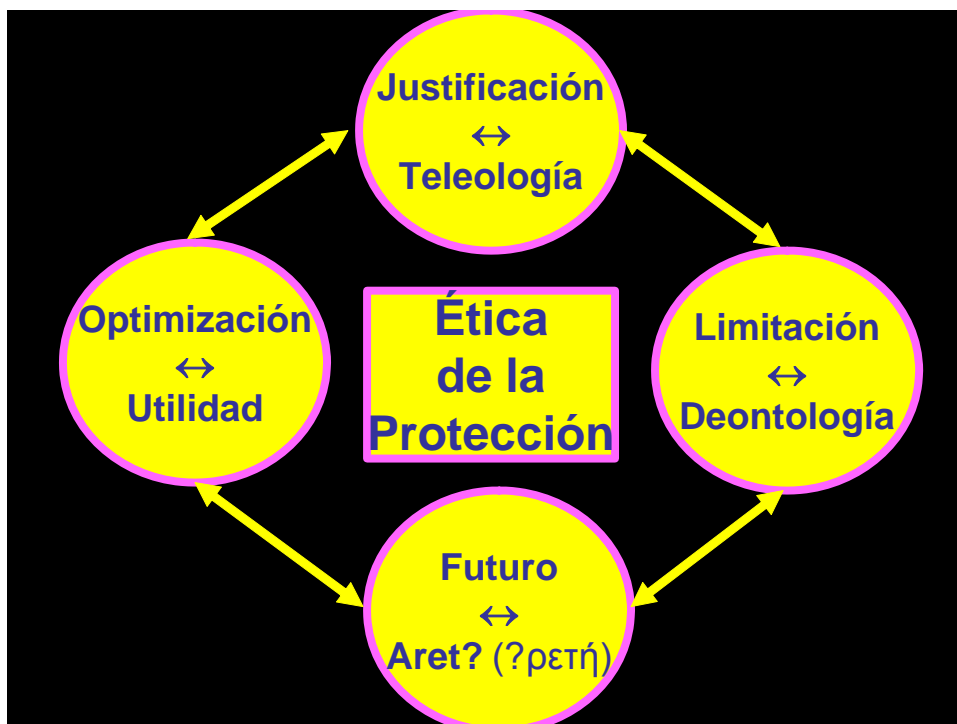 Justificación
↔
Teleología
Optimización
↔
Utilidad
Ética
de la
Protección
Limitación
↔
Deontología
Futuro
↔
Aret? (?ρετή)